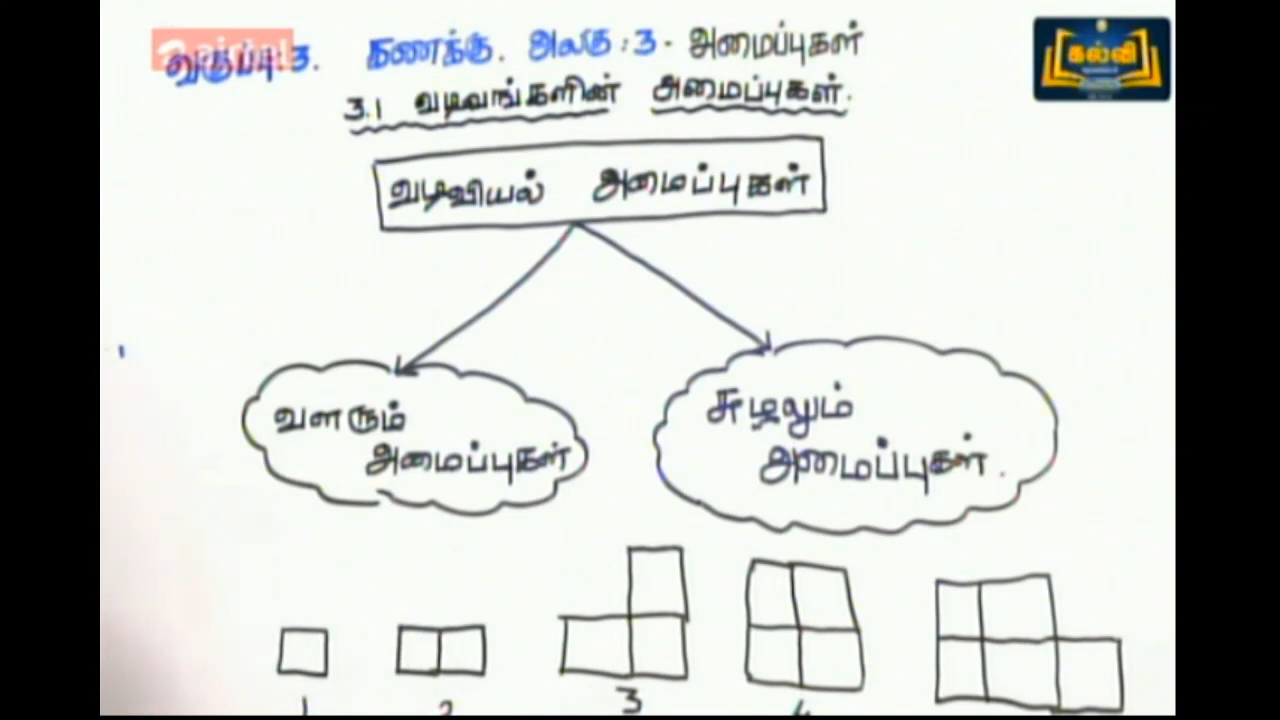 வகுப்பு:3. கணக்கு. அலகு:3 - அமைப்புகள்
3.1 வடிவங்களின் அமைப்புகள்.
கல்வி
வடிவியல் அமைப்புகள்
வளரும்
அமைப்புகள்
சுழலும்
அமைப்புகள்.
1 2 3 4